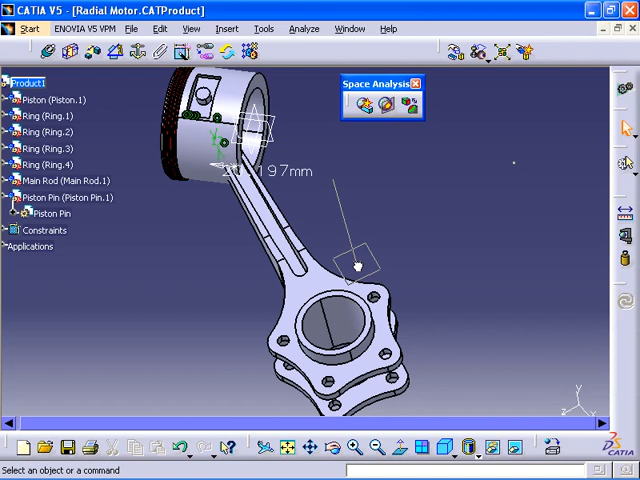 CATIA V5 - [Radial Motor.CATProduct]
Start ENOVIA V5 VPM File Edit View Insert Tools Analyze Window Help
Space Analysis
Product1
Piston (Piston.1)
Ring (Ring.1)
Ring (Ring.2)
Ring (Ring.3)
Ring (Ring.4)
Main Rod (Main Rod.1)
Piston Pin (Piston Pin.1)
Piston Pin
Constraints
Applications
197mm
y
z
x
DS
CATIA
Select an object or a command